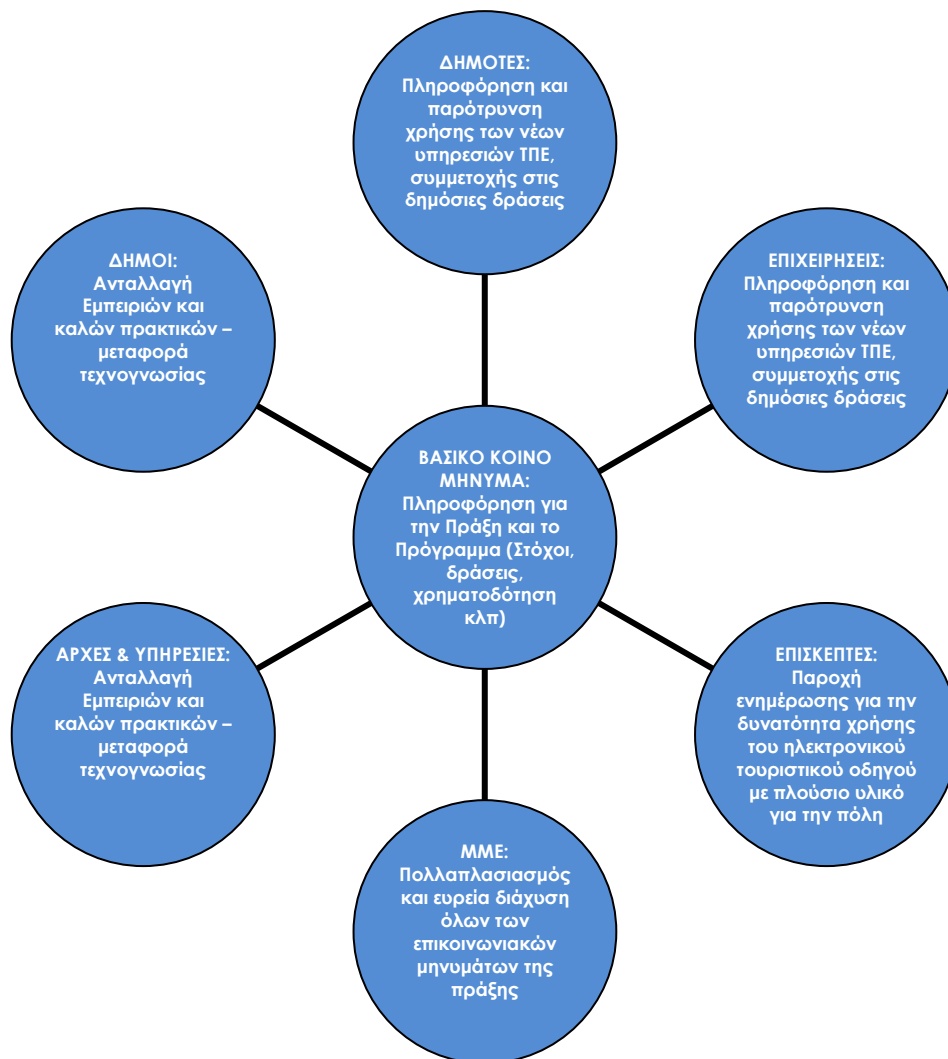 ΔΗΜΟΤΕΣ:
Πληροφόρηση και
παρότρυνση
χρήσης των νέων
υπηρεσιών ΤΠΕ,
συμμετοχής στις
δημόσιες δράσεις
ΕΠΙΧΕΙΡΗΣΕΙΣ:
Πληροφόρηση και
παρότρυνση
χρήσης των νέων
υπηρεσιών ΤΠΕ,
συμμετοχής στις
δημόσιες δράσεις
ΕΠΙΣΚΕΠΤΕΣ:
Παροχή
ενημέρωσης για την
δυνατότητα χρήσης
του ηλεκτρονικού
τουριστικού οδηγού
με πλούσιο υλικό
για την πόλη
ΜΜΕ:
Πολλαπλασιασμός
και ευρεία διάχυση
όλων των
επικοινωνιακών
μηνυμάτων της
πράξης
ΑΡΧΕΣ & ΥΠΗΡΕΣΙΕΣ:
Ανταλλαγή
Εμπειριών και
καλών πρακτικών –
μεταφορά
τεχνογνωσίας
ΔΗΜΟΙ:
Ανταλλαγή
Εμπειριών και
καλών πρακτικών –
μεταφορά
τεχνογνωσίας
ΒΑΣΙΚΟ ΚΟΙΝΟ
ΜΗΝΥΜΑ:
Πληροφόρηση για
την Πράξη και το
Πρόγραμμα (Στόχοι,
δράσεις,
χρηματοδότηση
κλπ)